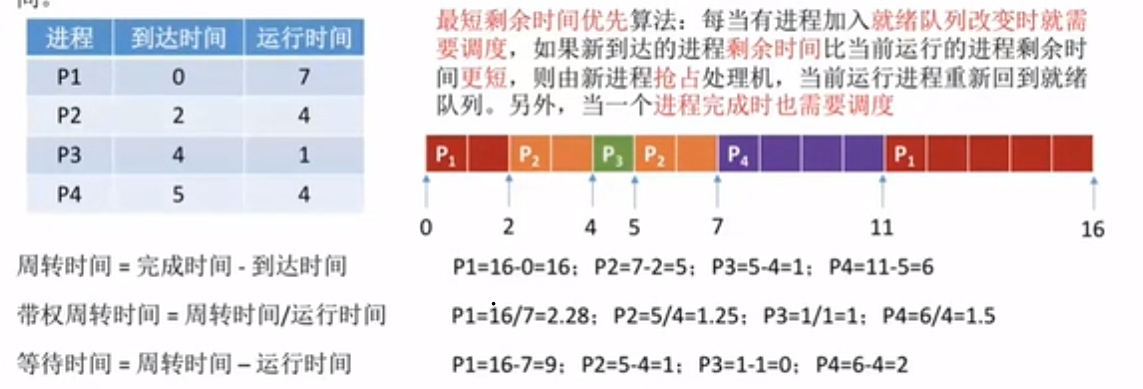 间。
进程 到达时间 运行时间
P1 0 7
P2 2 4
P3 4 1
P4 5 4
最短剩余时间优先算法：每当有进程加入就绪队列改变时就需
要调度，如果新到达的进程剩余时间比当前运行的进程剩余时
间更短，则由新进程抢占处理机，当前运行进程重新回到就绪
队列。另外，当一个进程完成时也需要调度
P1 P2 P3 P2 P4 P1
0 2 4 5 7 11 16
周转时间 = 完成时间 - 到达时间 P1=16-0=16；P2=7-2=5；P3=5-4=1；P4=11-5=6
带权周转时间 = 周转时间/运行时间 P1=16/7=2.28；P2=5/4=1.25；P3=1/1=1；P4=6/4=1.5
等待时间 = 周转时间 – 运行时间 P1=16-7=9；P2=5-4=1；P3=1-1=0；P4=6-4=2